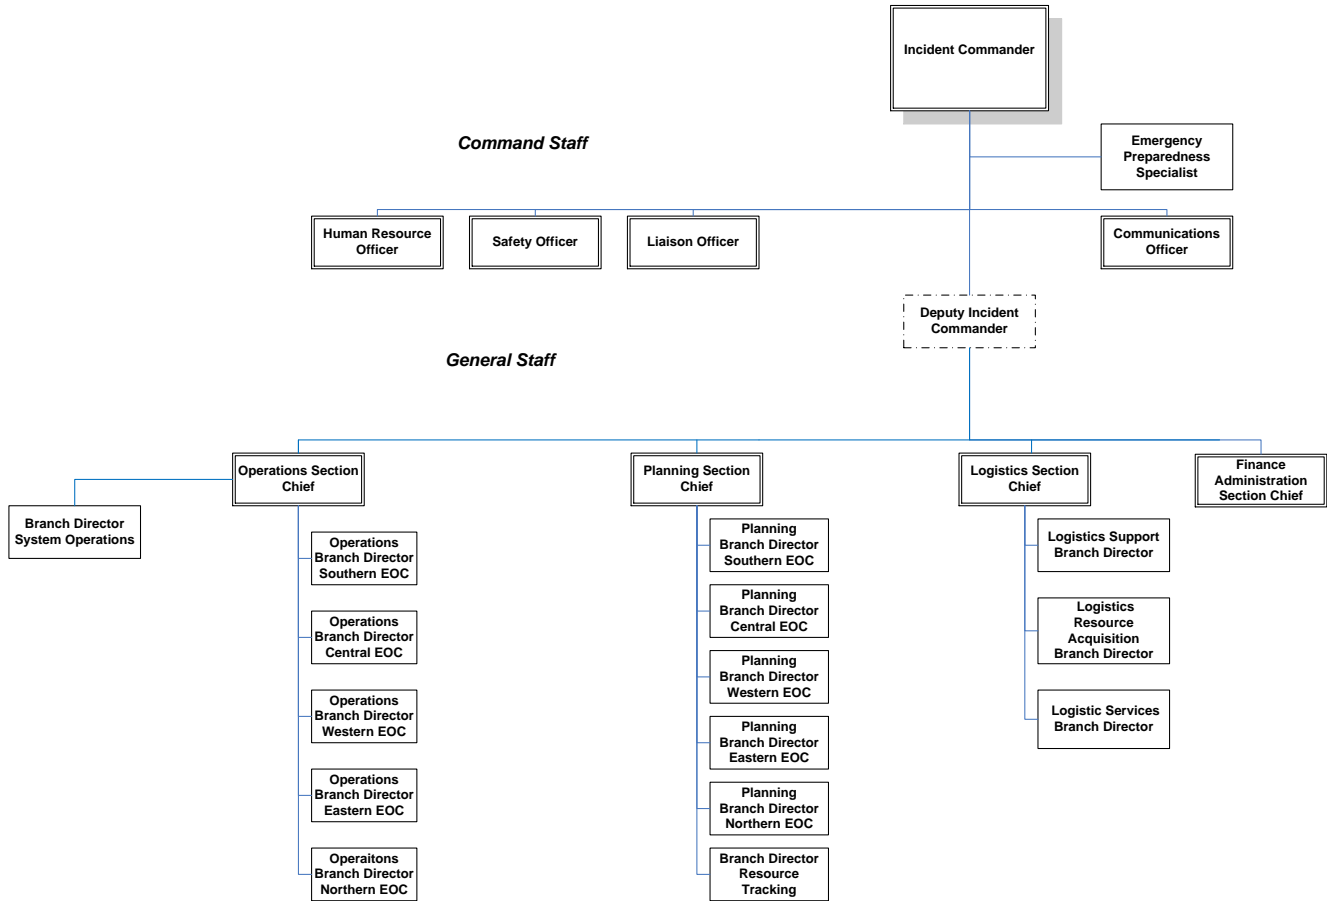 Incident Commander
Command Staff
Emergency
Preparedness
Specialist
Human Resource
Officer
Safety Officer
Liaison Officer
Communications
Officer
Deputy Incident
Commander
General Staff
Operations Section
Chief
Planning Section
Chief
Logistics Section
Chief
Finance
Administration
Section Chief
Branch Director
System Operations
Operations
Branch Director
Southern EOC
Operations
Branch Director
Central EOC
Operations
Branch Director
Western EOC
Operations
Branch Director
Eastern EOC
Operaitons
Branch Director
Northern EOC
Planning
Branch Director
Southern EOC
Planning
Branch Director
Central EOC
Planning
Branch Director
Western EOC
Planning
Branch Director
Eastern EOC
Planning
Branch Director
Northern EOC
Branch Director
Resource
Tracking
Logistics Support
Branch Director
Logistics
Resource
Acquisition
Branch Director
Logistic Services
Branch Director